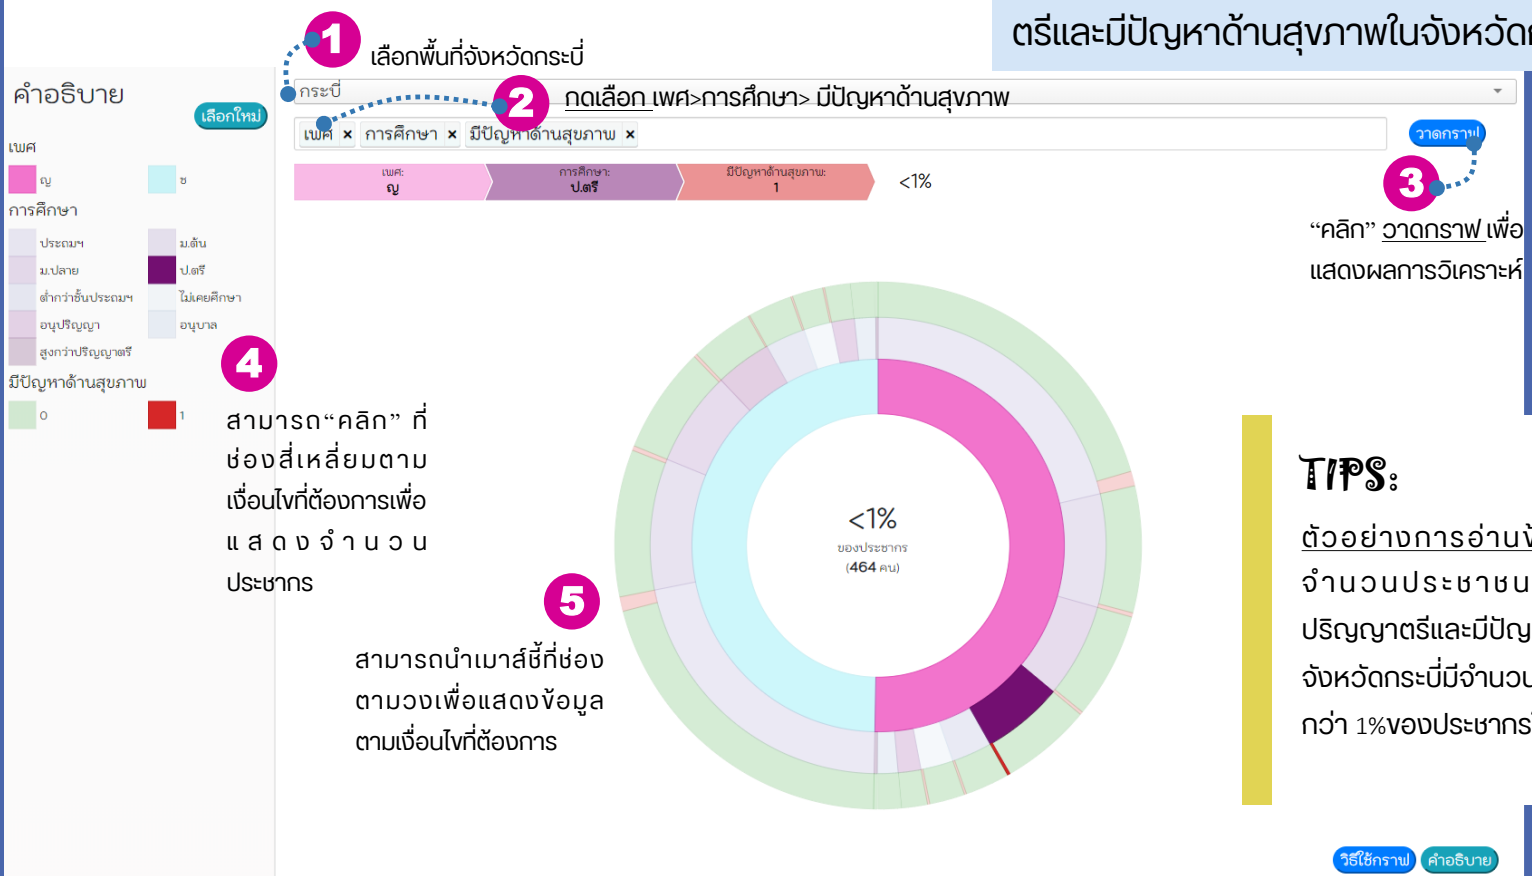 ตรีและมีปัญหาด้านสุขภาพในจังหวัด
1
เลือกพื้นที่จังหวัดกระบี่
คำอธิบาย
เลือกใหม่
กระบี่
2
กดเลือก เพศ>การศึกษา> มีปัญหาด้านสุขภาพ
เพศ × การศึกษา × มีปัญหาด้านสุขภาพ ×
วาดกราฟ
เพศ:
ญ
การศึกษา:
ป.ตรี
มีปัญหาด้านสุขภาพ:
1
<1%
3
“คลิก” วาดกราฟ เพื่อ
แสดงผลการวิเคราะห์
เพศ
ญ ช
การศึกษา
ประถมฯ ม.ต้น
ม.ปลาย ป.ตรี
ต่ำกว่าชั้นประถมฯ ไม่เคยศึกษา
อนุปริญญา อนุบาล
สูงกว่าปริญญาตรี
มีปัญหาด้านสุขภาพ
0 1
4
สามารถ“คลิก” ที่
ช่องสี่เหลี่ยมตาม
เงื่อนไขที่ต้องการเพื่อ
แสดงจำนวน
ประชากร
<1%
ของประชากร
(464 คน)
5
สามารถนำเมาส์ชี้ที่ช่อง
ตามวงเพื่อแสดงข้อมูล
ตามเงื่อนไขที่ต้องการ
TIPS:
ตัวอย่างการอ่าน
จำนวนประชาชน
ปริญญาตรีและมีปัญ
จังหวัดกระบี่มีจำนวน
กว่า 1%ของประชากร
วิธีใช้กราฟ คำอธิบาย